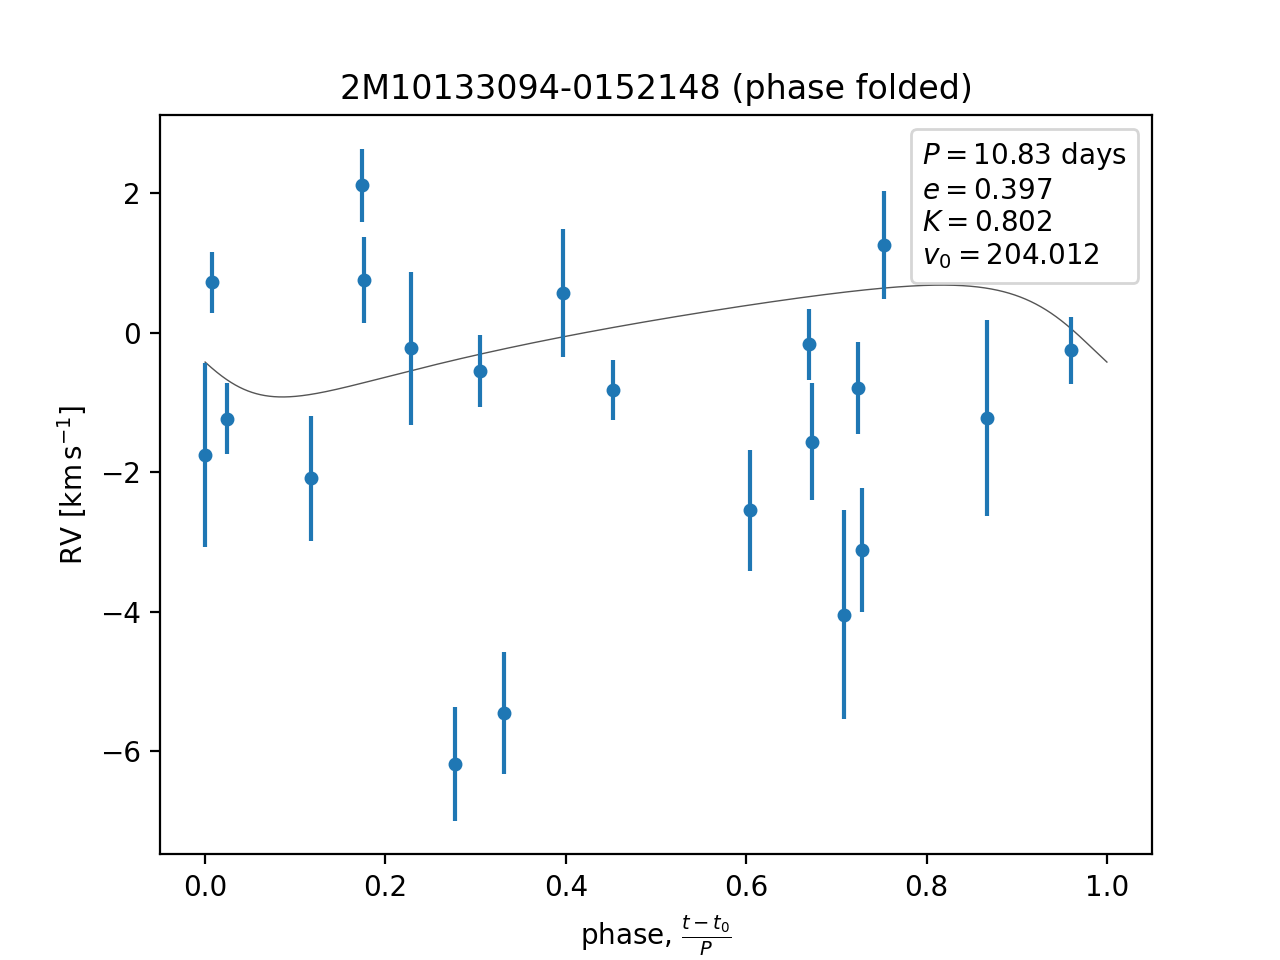 2M10133094-0152148 (phase folded)
P = 10.83 days
e = 0.397
K = 0.802
v₀ = 204.012
2
0
−2
−4
−6
RV [km s⁻¹]
0.0 0.2 0.4 0.6 0.8 1.0
phase, (t − t₀)/P